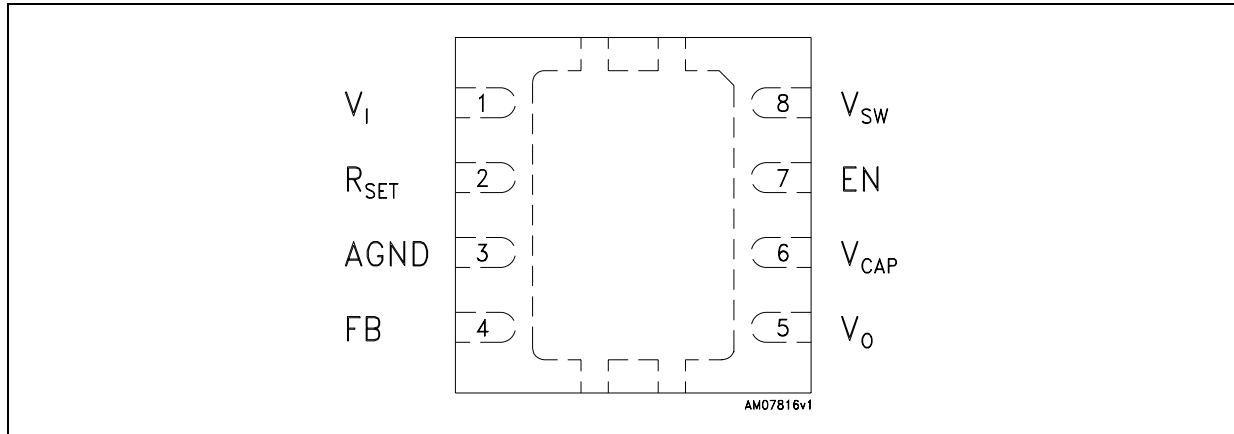 V_I 1 8 V_SW
R_SET 2 7 EN
AGND 3 6 V_CAP
FB 4 5 V_O
AM07816v1